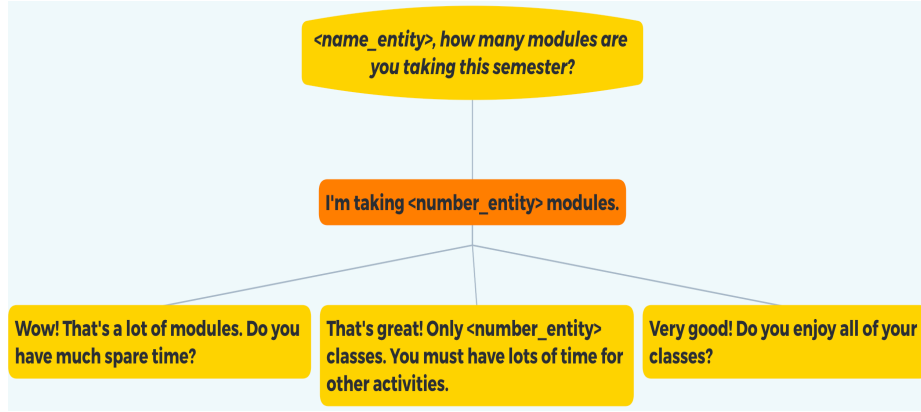 <name_entity>, how many modules are
you taking this semester?
I'm taking <number_entity> modules.
Wow! That's a lot of modules. Do you
have much spare time?
That's great! Only <number_entity>
classes. You must have lots of time for
other activities.
Very good! Do you enjoy all of your
classes?